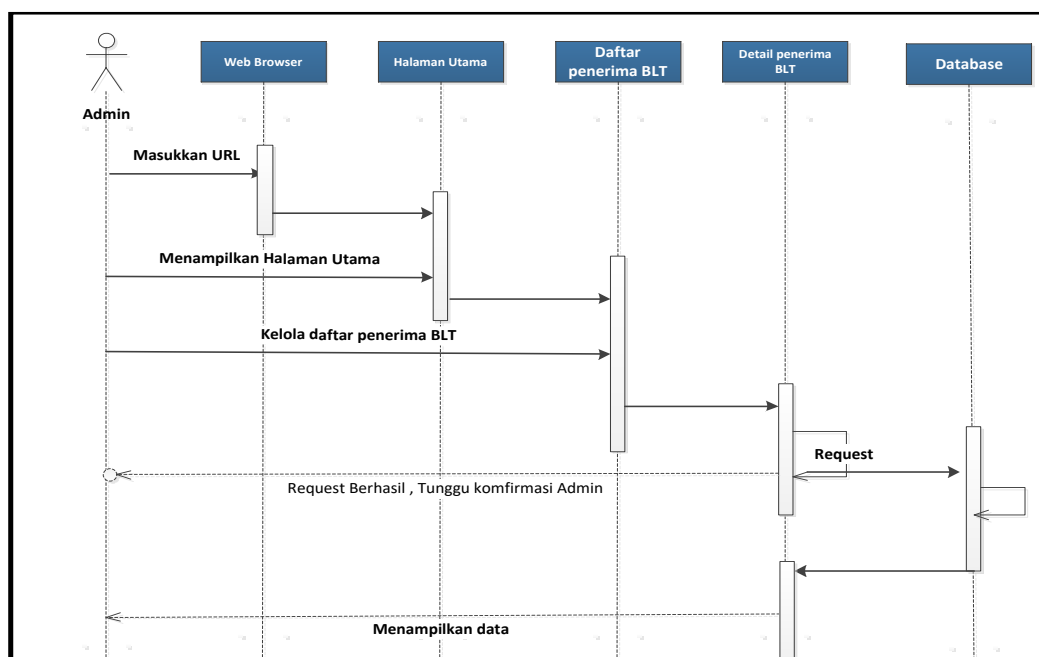 Web Browser
Halaman Utama
Daftar
penerima BLT
Detail penerima
BLT
Database
Admin
Masukkan URL
Menampilkan Halaman Utama
Kelola daftar penerima BLT
Request
Request Berhasil , Tunggu komfirmasi Admin
Menampilkan data